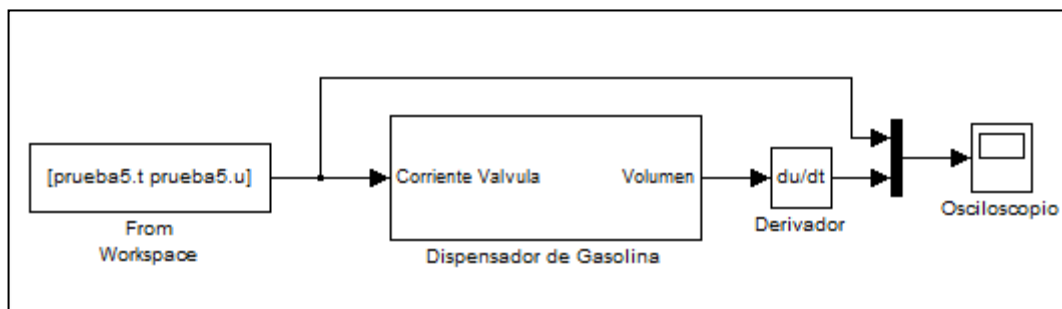 [prueba5.t prueba5.u]
From
Workspace
Corriente Valvula
Volumen
Dispensador de Gasolina
du/dt
Derivador
Osciloscopio